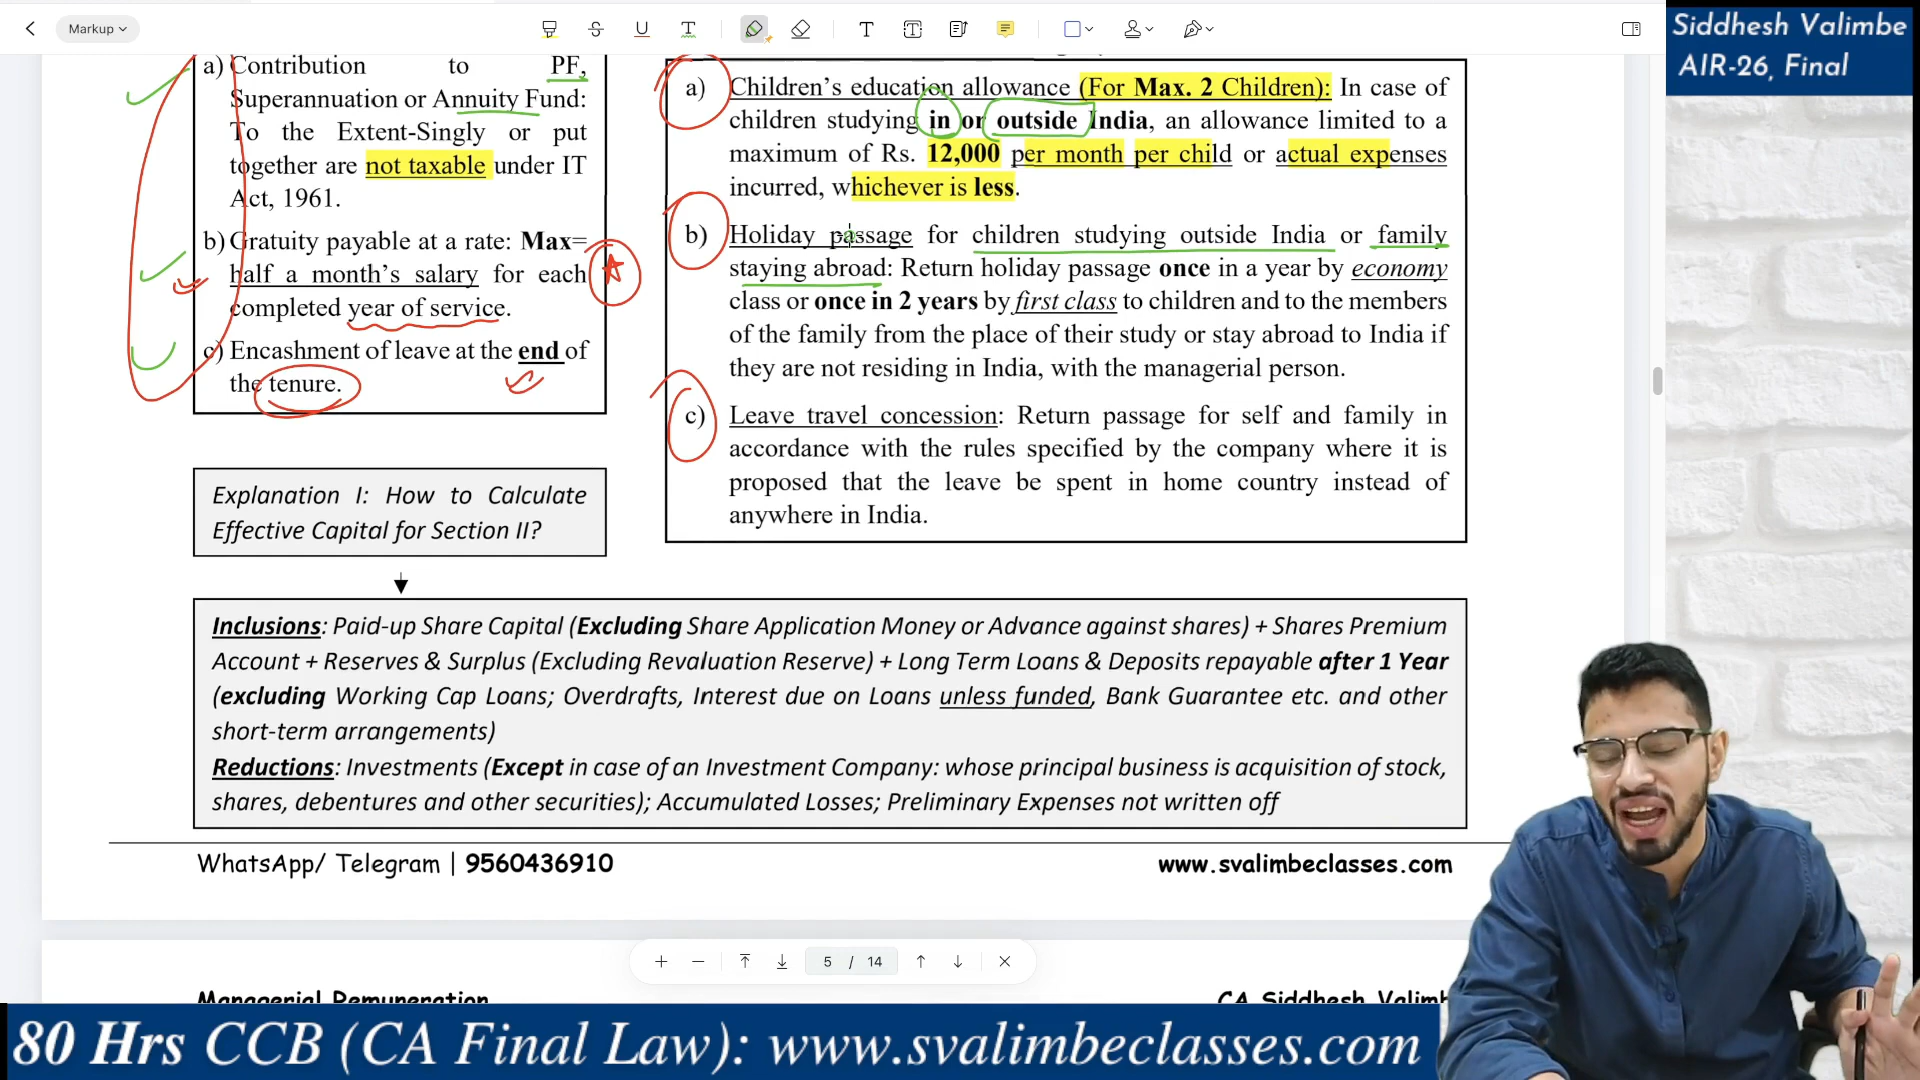 Markup
Siddhesh Valimbe
AIR-26, Final
a) Contribution to PF,
Superannuation or Annuity Fund:
To the Extent-Singly or put
together are not taxable under IT
Act, 1961.
b) Gratuity payable at a rate: Max=
half a month's salary for each
completed year of service.
c) Encashment of leave at the end of
the tenure.
a) Children's education allowance (For Max. 2 Children): In case of
children studying in or outside India, an allowance limited to a
maximum of Rs. 12,000 per month per child or actual expenses
incurred, whichever is less.
b) Holiday passage for children studying outside India or family
staying abroad: Return holiday passage once in a year by economy
class or once in 2 years by first class to children and to the members
of the family from the place of their study or stay abroad to India if
they are not residing in India, with the managerial person.
c) Leave travel concession: Return passage for self and family in
accordance with the rules specified by the company where it is
proposed that the leave be spent in home country instead of
anywhere in India.
Explanation I: How to Calculate
Effective Capital for Section II?
Inclusions: Paid-up Share Capital (Excluding Share Application Money or Advance against shares) + Shares Premium
Account + Reserves & Surplus (Excluding Revaluation Reserve) + Long Term Loans & Deposits repayable after 1 Year
(excluding Working Cap Loans; Overdrafts, Interest due on Loans unless funded, Bank Guarantee etc. and other
short-term arrangements)
Reductions: Investments (Except in case of an Investment Company: whose principal business is acquisition of stock,
shares, debentures and other securities); Accumulated Losses; Preliminary Expenses not written off
WhatsApp/ Telegram | 9560436910
www.svalimbeclasses.com
5 / 14
Managerial Remuneration
CA Siddhesh Valimb
80 Hrs CCB (CA Final Law): www.svalimbeclasses.com